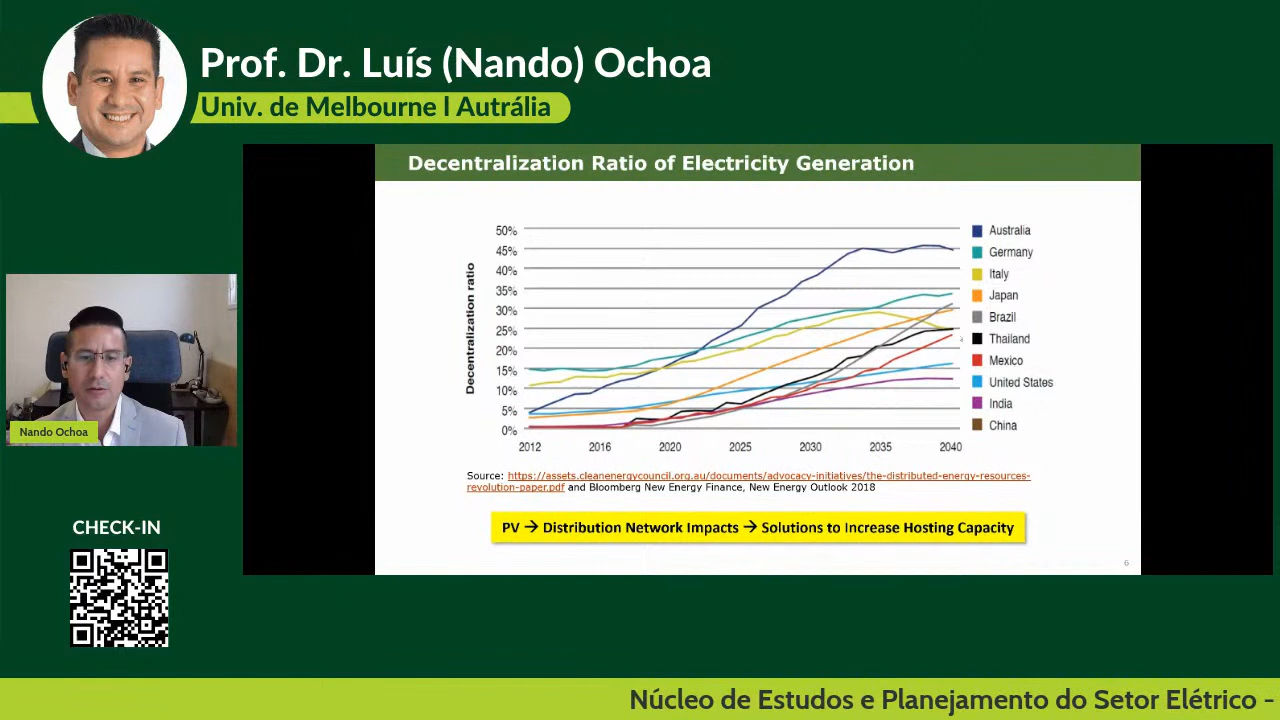 Prof. Dr. Luís (Nando) Ochoa
Univ. de Melbourne l Autrália
Decentralization Ratio of Electricity Generation
Decentralization ratio
50%
45%
40%
35%
30%
25%
20%
15%
10%
5%
0%
2012
2016
2020
2025
2030
2035
2040
Australia
Germany
Italy
Japan
Brazil
Thailand
Mexico
United States
India
China
Source: https://assets.cleanenergycouncil.org.au/documents/advocacy-initiatives/the-distributed-energy-resources-
revolution-paper.pdf and Bloomberg New Energy Finance, New Energy Outlook 2018
PV → Distribution Network Impacts → Solutions to Increase Hosting Capacity
6
Nando Ochoa
CHECK-IN
Núcleo de Estudos e Planejamento do Setor Elétrico -